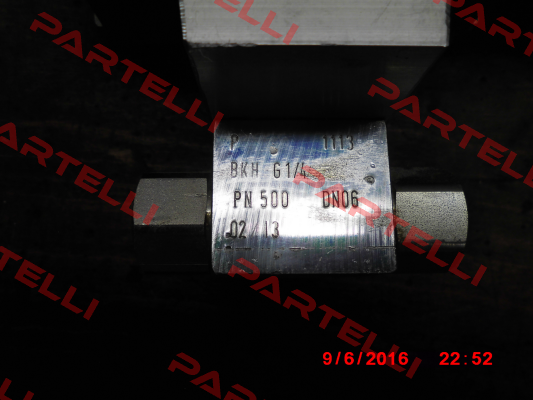 PARTELLI
PARTELLI
PARTELLI
PARTELLI
1113
BKH G1/4
PN 500 DN06
02 13
PARTELLI
PARTELLI
PARTELLI
9/6/2016 22:52